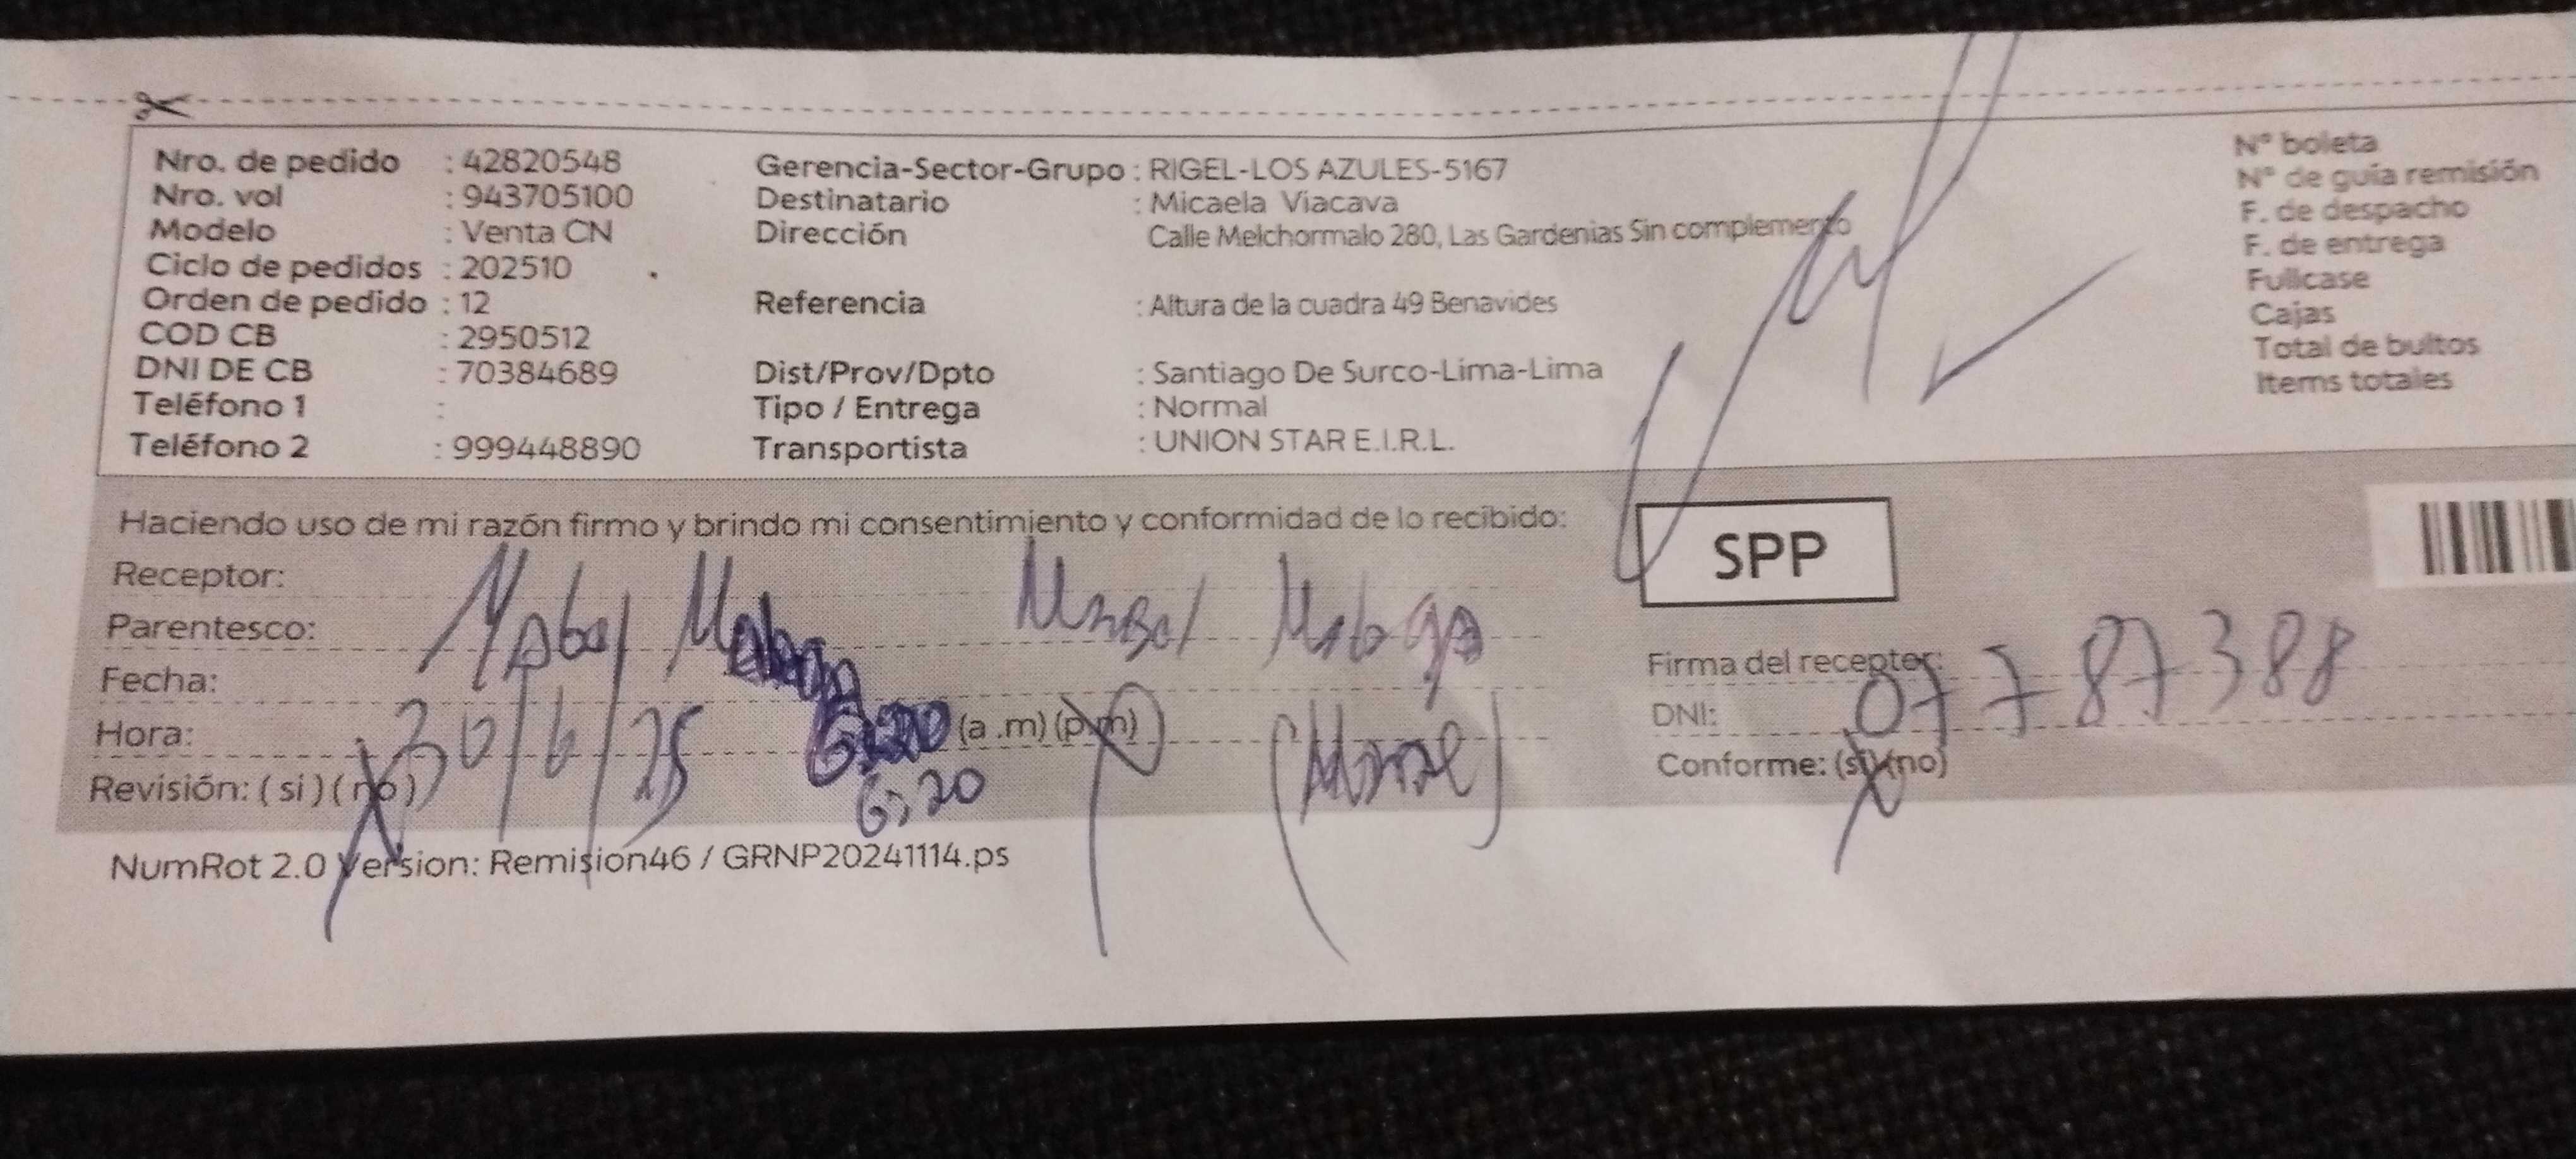 Nro. de pedido : 42820548
Nro. vol : 943705100
Modelo : Venta CN
Ciclo de pedidos : 202510
Orden de pedido : 12
COD CB : 2950512
DNI DE CB : 70384689
Teléfono 1 :
Teléfono 2 : 999448890
Gerencia-Sector-Grupo : RIGEL-LOS AZULES-5167
Destinatario : Micaela Viacava
Dirección : Calle Melchormalo 280, Las Gardenias Sin complemento
Referencia : Altura de la cuadra 49 Benavides
Dist/Prov/Dpto : Santiago De Surco-Lima-Lima
Tipo / Entrega : Normal
Transportista : UNION STAR E.I.R.L.
N° boleta
N° de guía remisión
F. de despacho
F. de entrega
Fullcase
Cajas
Total de bultos
Items totales
Haciendo uso de mi razón firmo y brindo mi consentimiento y conformidad de lo recibido:
SPP
Receptor:
Parentesco: Mabel
Fecha: 30/6/25
Hora: 6:20 (a .m) (p.m)
6:20
Revisión: ( si ) ( no )
Firma del receptor:
DNI: 07787388
Conforme: (si) (no)
NumRot 2.0 Version: Remision46 / GRNP20241114.ps